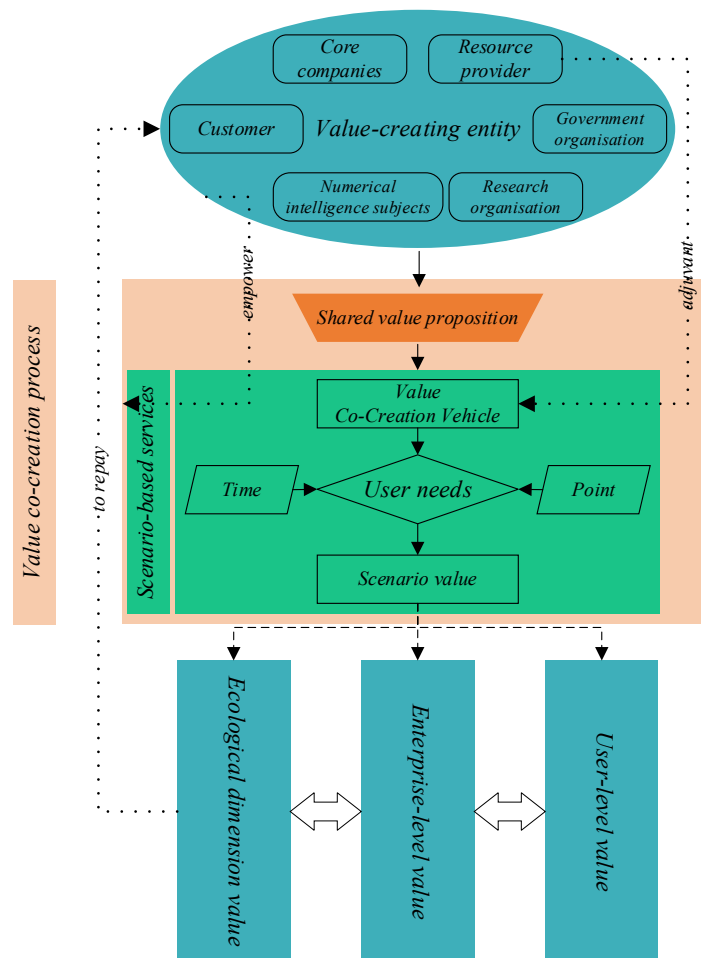 Core
companies
Resource
provider
Customer
Value-creating entity
Government
organisation
Numerical
intelligence subjects
Research
organisation
empower
adjuvant
Shared value proposition
Value co-creation process
Scenario-based services
Value
Co-Creation Vehicle
Time
User needs
Point
to repay
Scenario value
Ecological dimension value
Enterprise-level value
User-level value